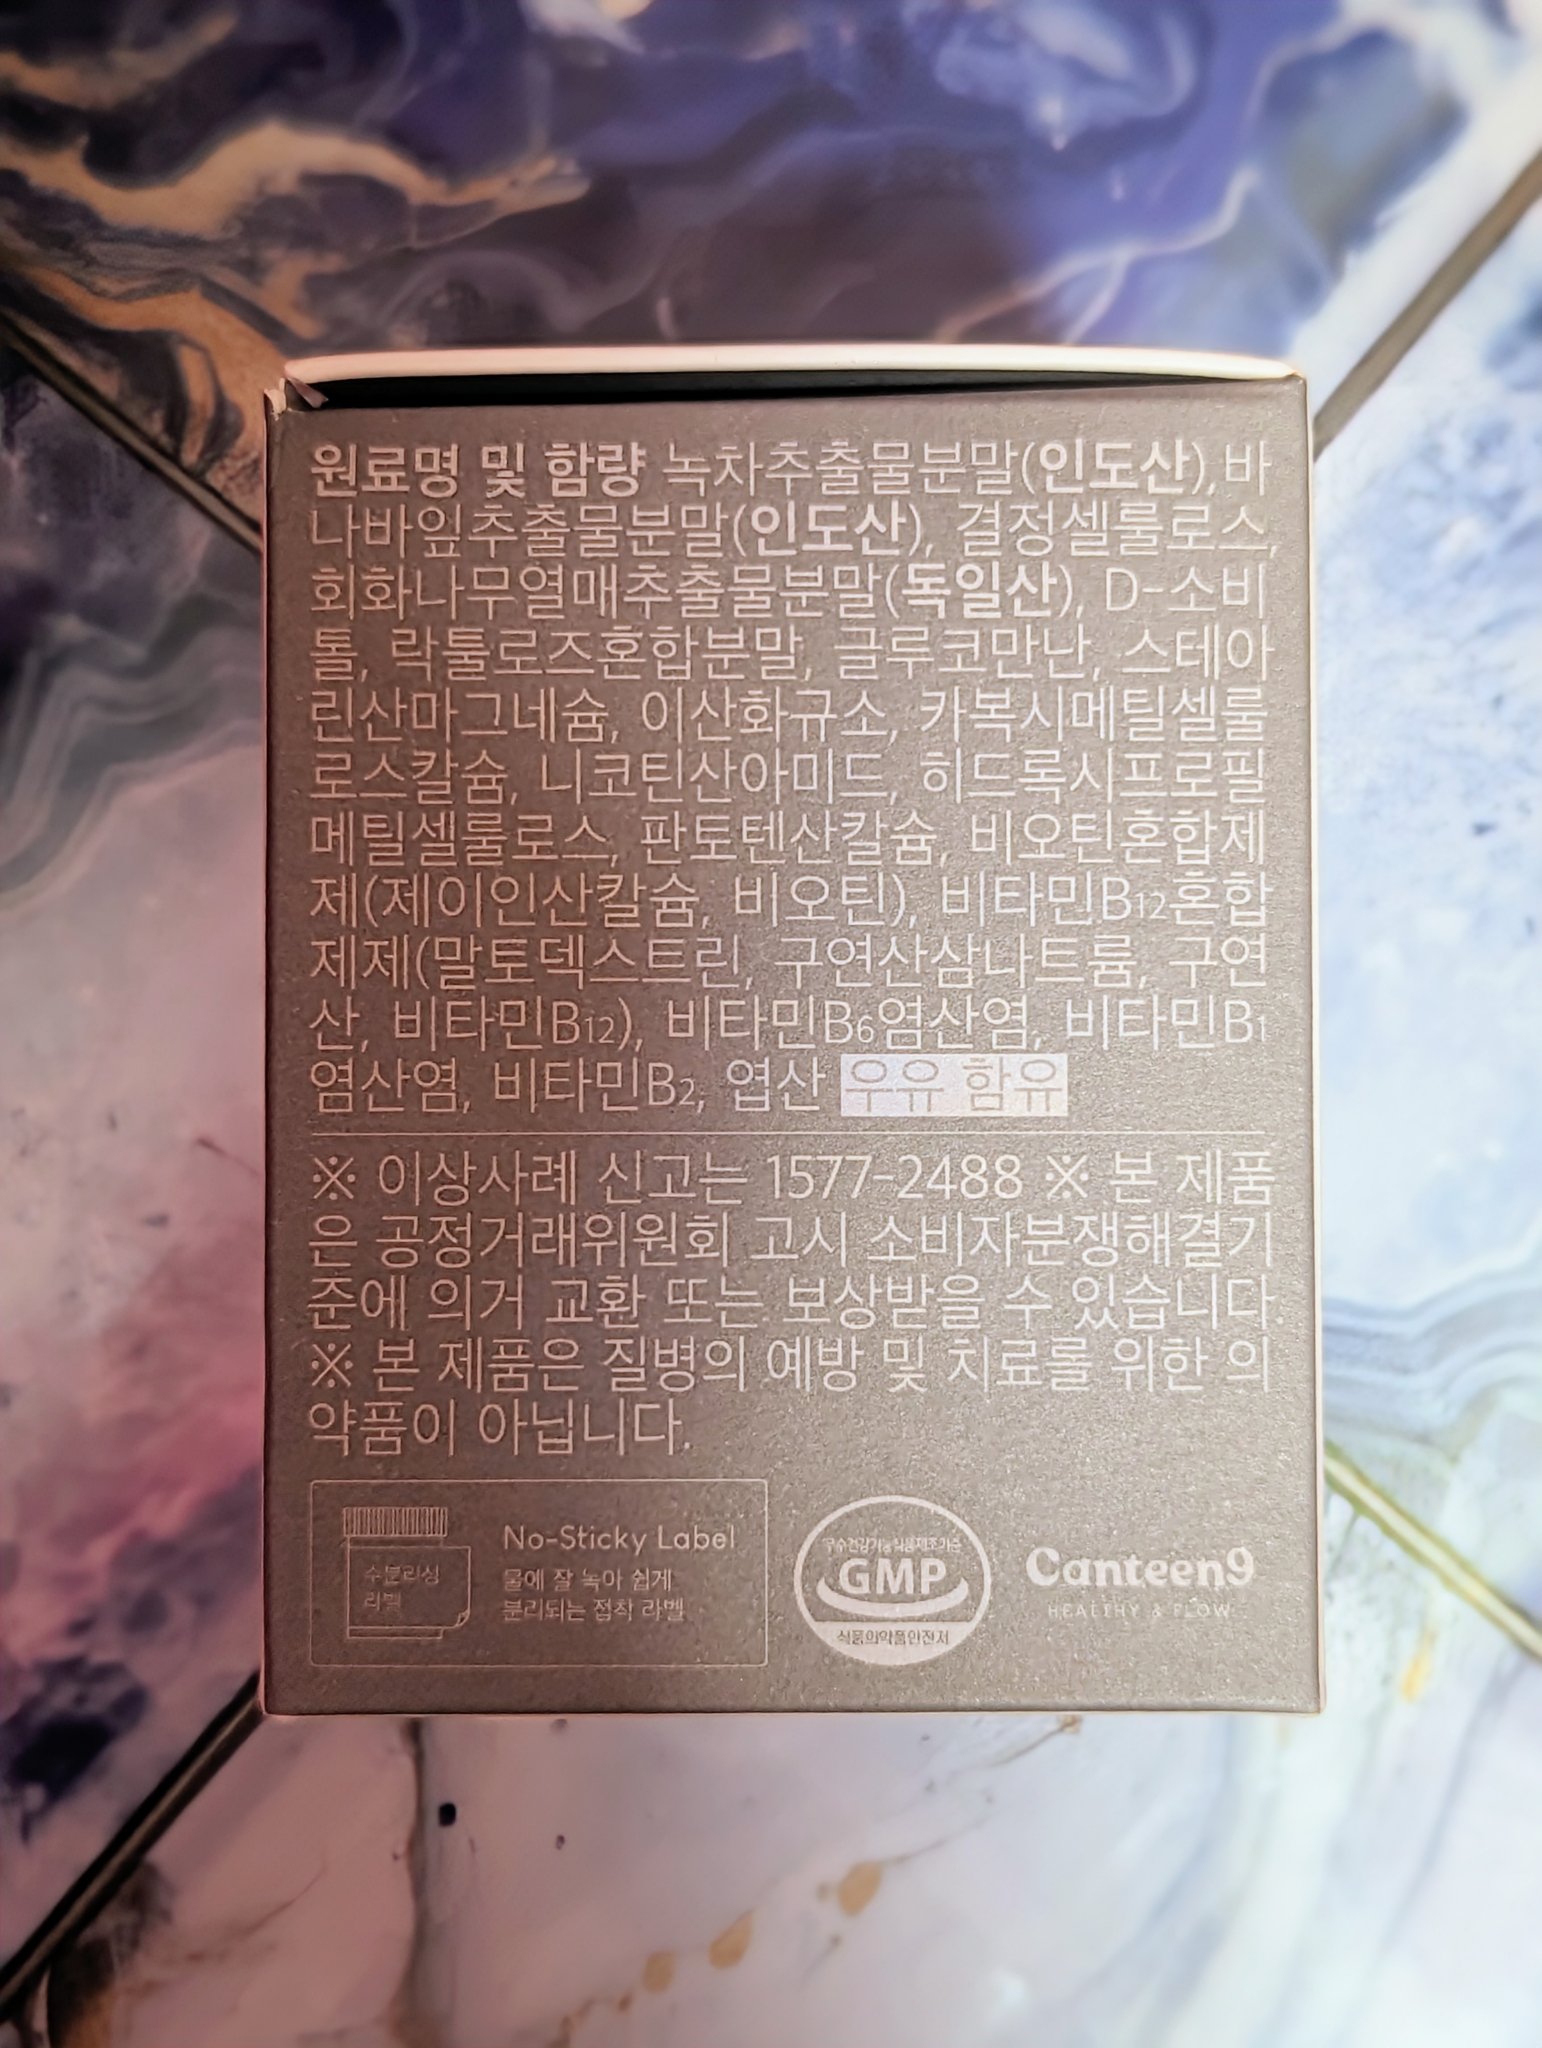 원료명 및 함량 녹차추출물분말(인도산), 바
나바잎추출물분말(인도산), 결정셀룰로스,
회화나무열매추출물분말(독일산), D-소비
톨, 락툴로즈혼합분말, 글루코만난, 스테아
린산마그네슘, 이산화규소, 카복시메틸셀룰
로스칼슘, 니코틴산아미드, 히드록시프로필
메틸셀룰로스, 판토텐산칼슘, 비오틴혼합제
제(제이인산칼슘, 비오틴), 비타민B12혼합
제제(말토덱스트린, 구연산삼나트륨, 구연
산, 비타민B12), 비타민B6염산염, 비타민B1
염산염, 비타민B2, 엽산 우유 함유
※ 이상사례 신고는 1577-2488 ※ 본 제품
은 공정거래위원회 고시 소비자분쟁해결기
준에 의거 교환 또는 보상받을 수 있습니다.
※ 본 제품은 질병의 예방 및 치료를 위한 의
약품이 아닙니다.
수분리성
라벨
No-Sticky Label
물에 잘 녹아 쉽게
분리되는 접착 라벨
우수건강기능식품제조기준
GMP
식품의약품안전처
Canteen9
HEALTHY & FLOW